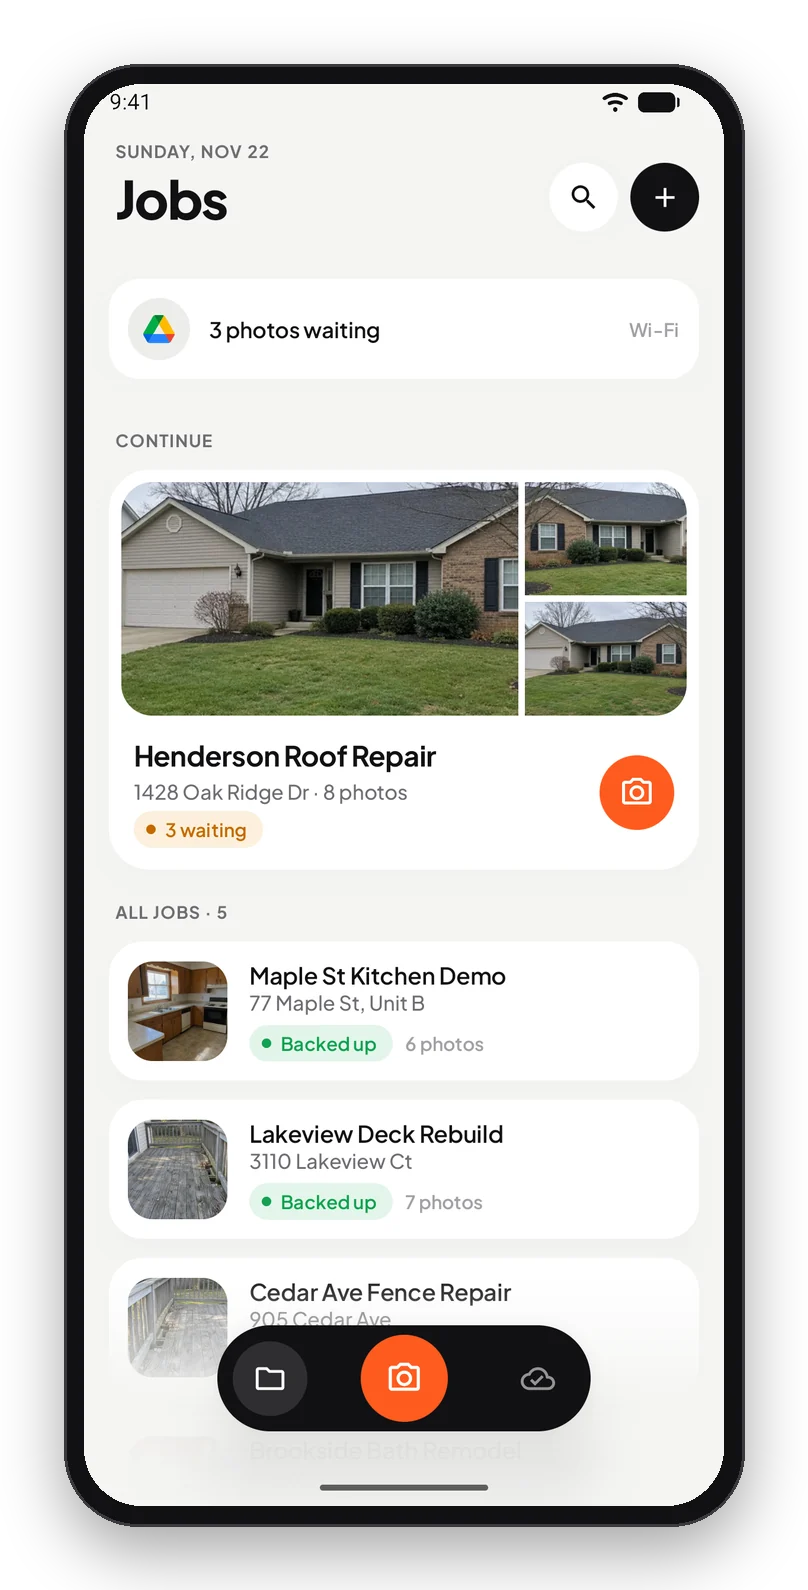 9:41
SUNDAY, NOV 22
Jobs
3 photos waiting
Wi-Fi
CONTINUE
Henderson Roof Repair
1428 Oak Ridge Dr · 8 photos
3 waiting
ALL JOBS · 5
Maple St Kitchen Demo
77 Maple St, Unit B
Backed up 6 photos
Lakeview Deck Rebuild
3110 Lakeview Ct
Backed up 7 photos
Cedar Ave Fence Repair
905 Cedar Ave
Brookside Bath Remodel